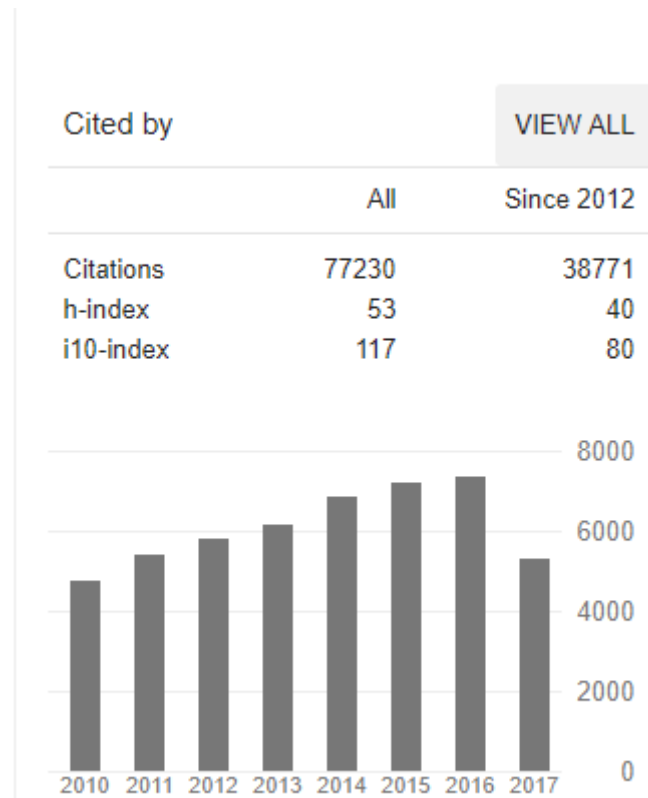 Cited by VIEW ALL
All Since 2012
Citations 77230 38771
h-index 53 40
i10-index 117 80
8000
6000
4000
2000
0
2010 2011 2012 2013 2014 2015 2016 2017